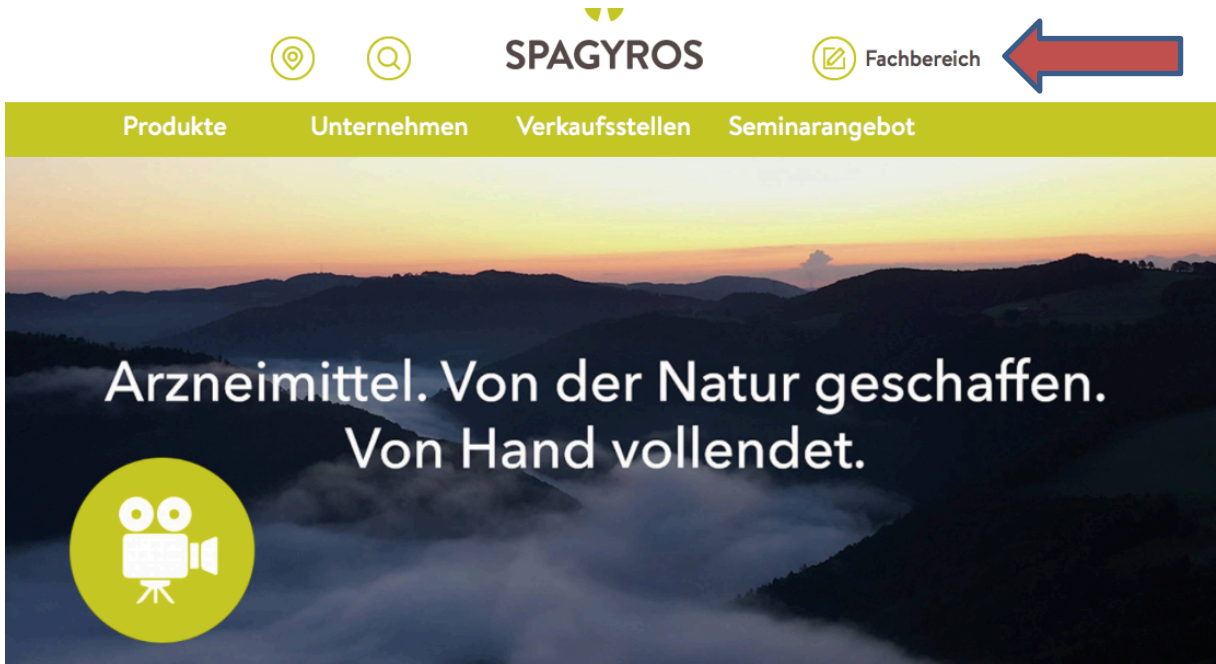 SPAGYROS
Fachbereich
Produkte Unternehmen Verkaufsstellen Seminarangebot
Arzneimittel. Von der Natur geschaffen.
Von Hand vollendet.